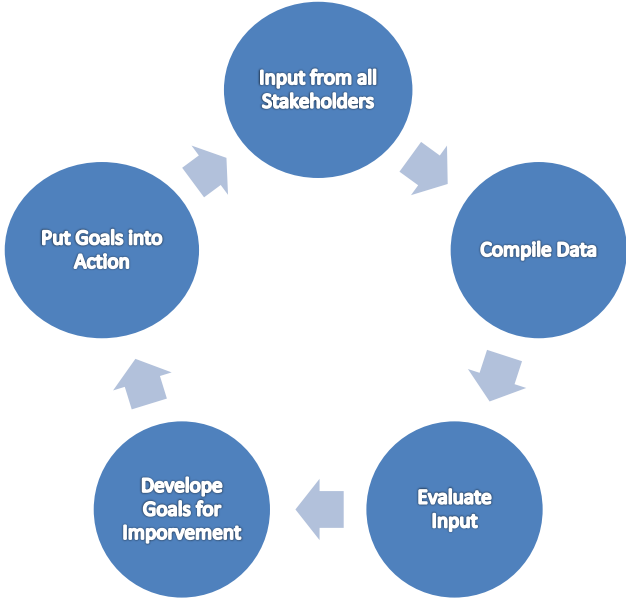 Input from all
Stakeholders
Compile Data
Evaluate
Input
Develope
Goals for
Imporvement
Put Goals into
Action